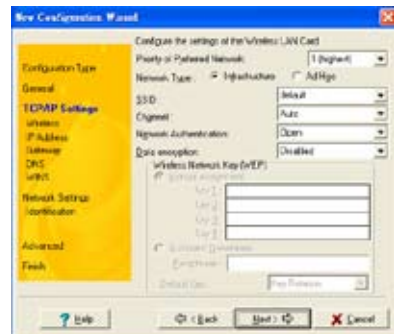 New Configuration Wizard
Configure the settings of the Wireless LAN Card
Priority of Preferred Network: 1 (highest)
Network Type: Infrastructure Ad Hoc
SSID: default
Channel: Auto
Network Authentication: Open
Data encryption: Disabled
Wireless Network Key (WEP)
Key 1:
Key 2:
Key 3:
Key 4:
Passphrase:
Configuration Type
General
TCP/IP Settings
Wireless
IP Address
Gateway
DNS
WINS
Network Settings
Identification
Advanced
Finish
Help
< Back
Next >
Cancel